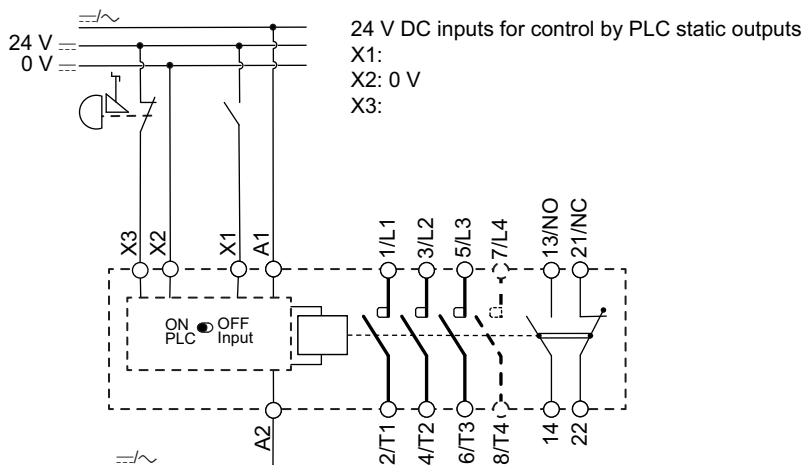 ⎓/~
24 V ⎓
0 V ⎓
24 V DC inputs for control by PLC static outputs
X1:
X2: 0 V
X3:
X3
X2
X1
A1
1/L1
3/L2
5/L3
7/L4
13/NO
21/NC
ON OFF
PLC Input
A2
2/T1
4/T2
6/T3
8/T4
14
22
⎓/~